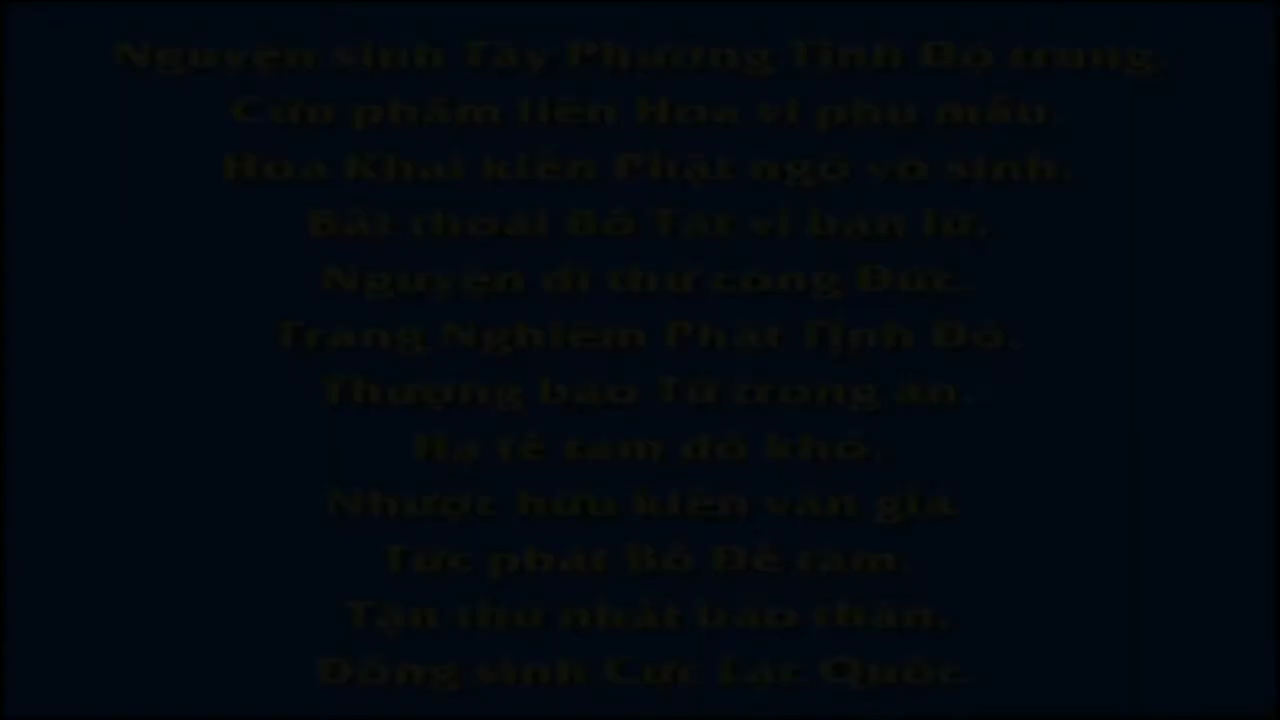 Nguyện sinh Tây Phương Tịnh Độ trung.
Cửu phẩm liên Hoa vi phụ mẫu.
Hoa Khai kiến Phật ngộ vô sinh.
Bất thoái Bồ Tát vi bạn lữ.
Nguyện dĩ thử công Đức.
Trang Nghiêm Phật Tịnh Độ.
Thượng báo Tứ trọng ân.
Hạ tế tam đồ khổ.
Nhược hữu kiến văn giả.
Tức phát Bồ Đề tâm.
Tận thử nhất báo thân.
Đồng sinh Cực Lạc Quốc.